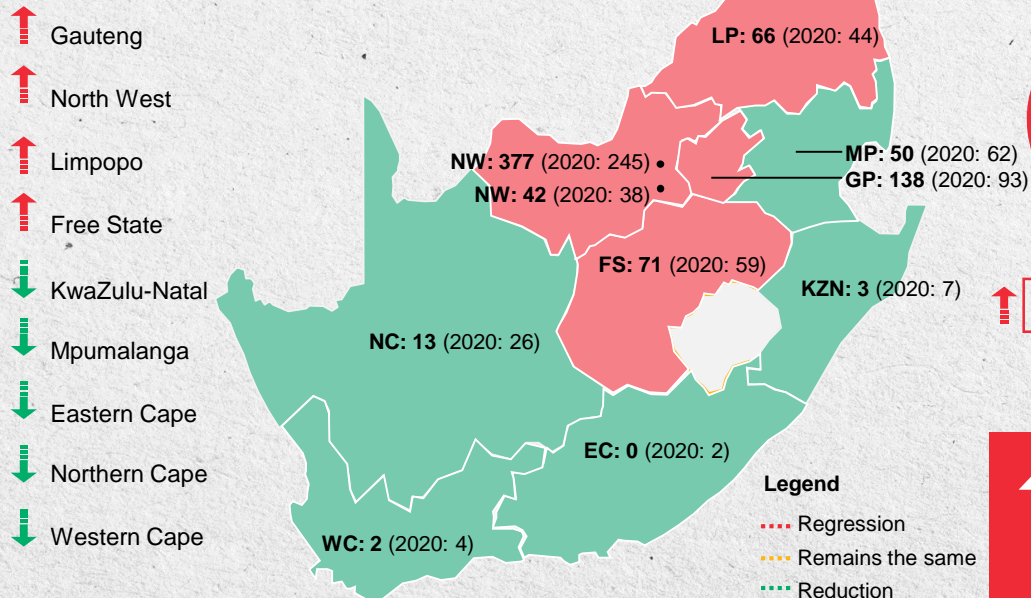 Gauteng
North West
Limpopo
Free State
KwaZulu-Natal
Mpumalanga
Eastern Cape
Northern Cape
Western Cape
LP: 66 (2020: 44)
NW: 377 (2020: 245)
NW: 42 (2020: 38)
MP: 50 (2020: 62)
GP: 138 (2020: 93)
FS: 71 (2020: 59)
KZN: 3 (2020: 7)
NC: 13 (2020: 26)
EC: 0 (2020: 2)
WC: 2 (2020: 4)
Legend
Regression
Remains the same
Reduction